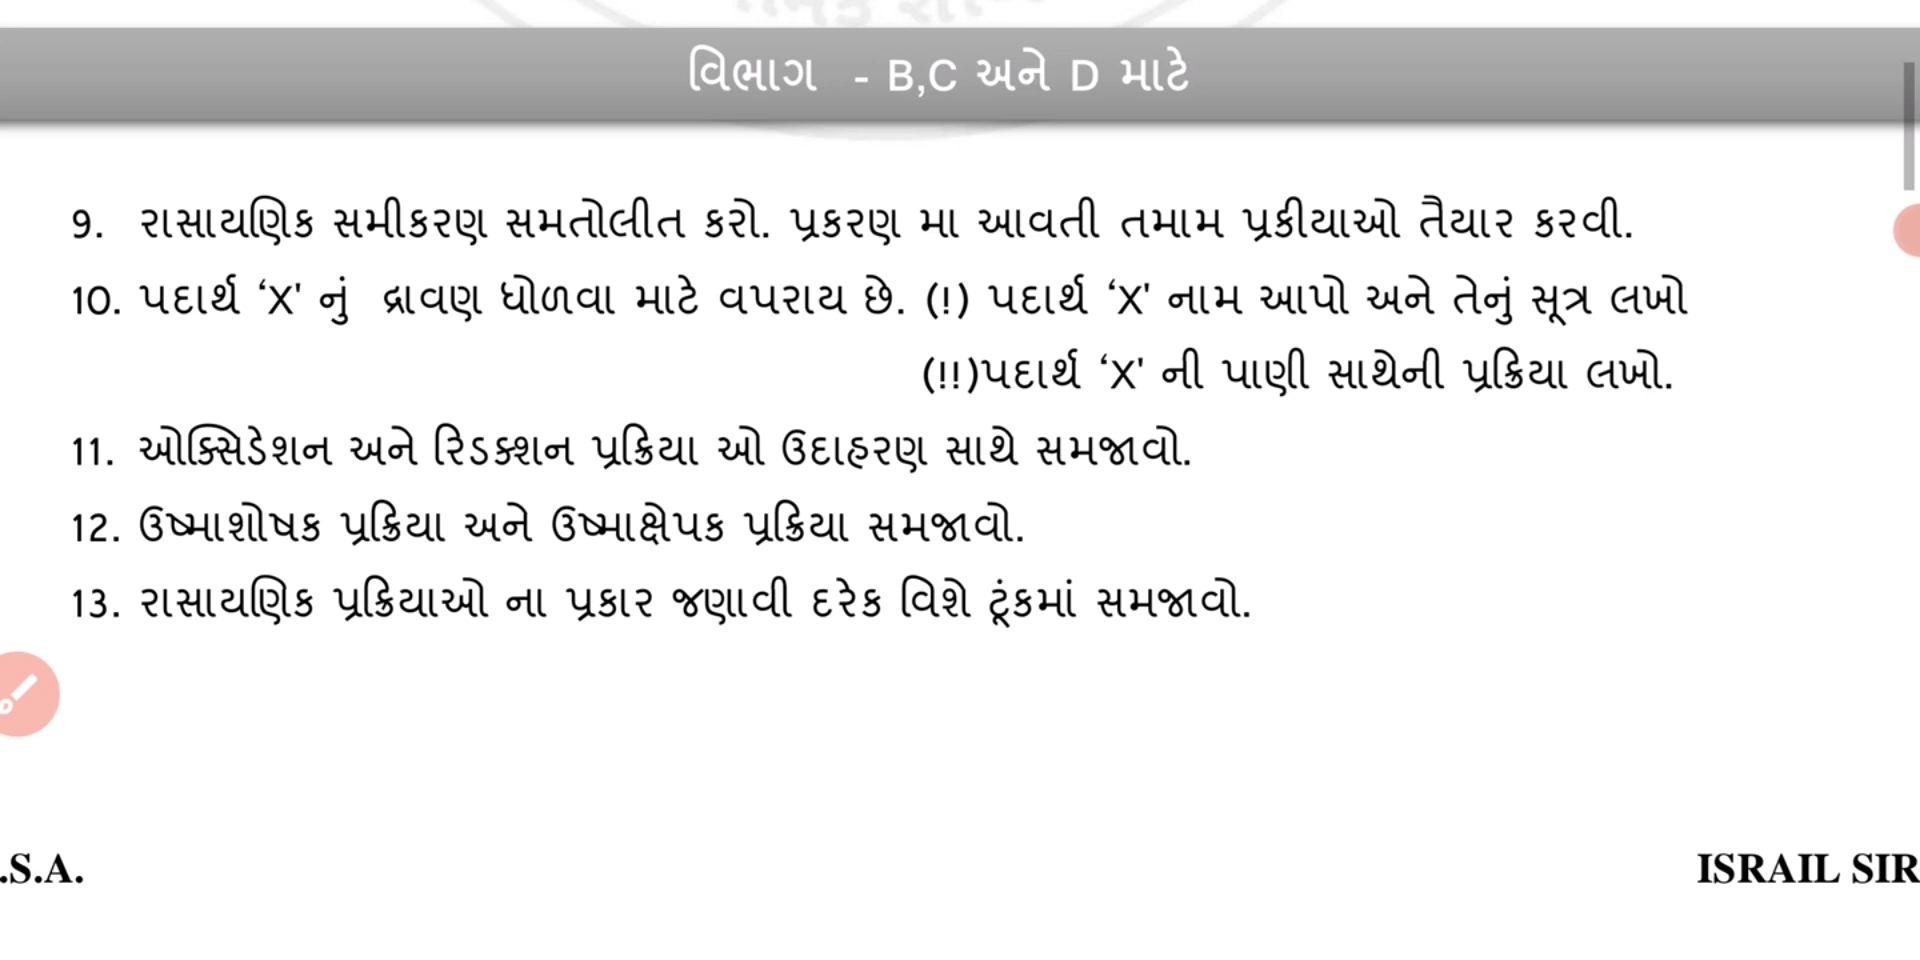 વિભાગ - B,C અને D માટે
9. રાસાયણિક સમીકરણ સમતોલીત કરો. પ્રકરણ મા આવતી તમામ પ્રકીયાઓ તૈયાર કરવી.
10. પદાર્થ ‘X' નું દ્રાવણ ધોળવા માટે વપરાય છે. (!) પદાર્થ ‘X' નામ આપો અને તેનું સૂત્ર લખો
(!!)પદાર્થ ‘X' ની પાણી સાથેની પ્રક્રિયા લખો.
11. ઓક્સિડેશન અને રિડક્શન પ્રક્રિયા ઓ ઉદાહરણ સાથે સમજાવો.
12. ઉષ્માશોષક પ્રક્રિયા અને ઉષ્માક્ષેપક પ્રક્રિયા સમજાવો.
13. રાસાયણિક પ્રક્રિયાઓ ના પ્રકાર જણાવી દરેક વિશે ટૂંકમાં સમજાવો.
.S.A. ISRAIL SIR